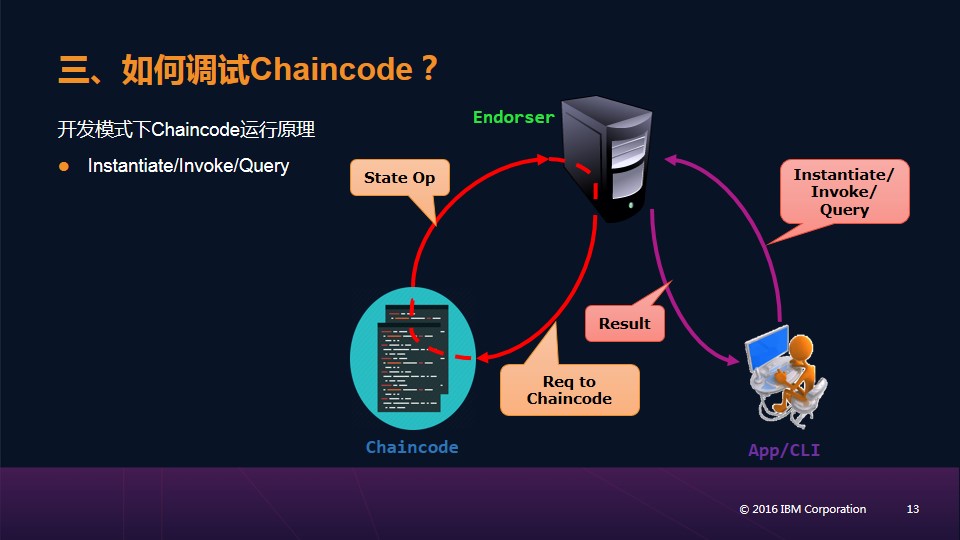 三、如何调试Chaincode？
开发模式下Chaincode运行原理
Instantiate/Invoke/Query
Endorser
State Op
Instantiate/
Invoke/
Query
Result
Req to
Chaincode
Chaincode
App/CLI
© 2016 IBM Corporation
13